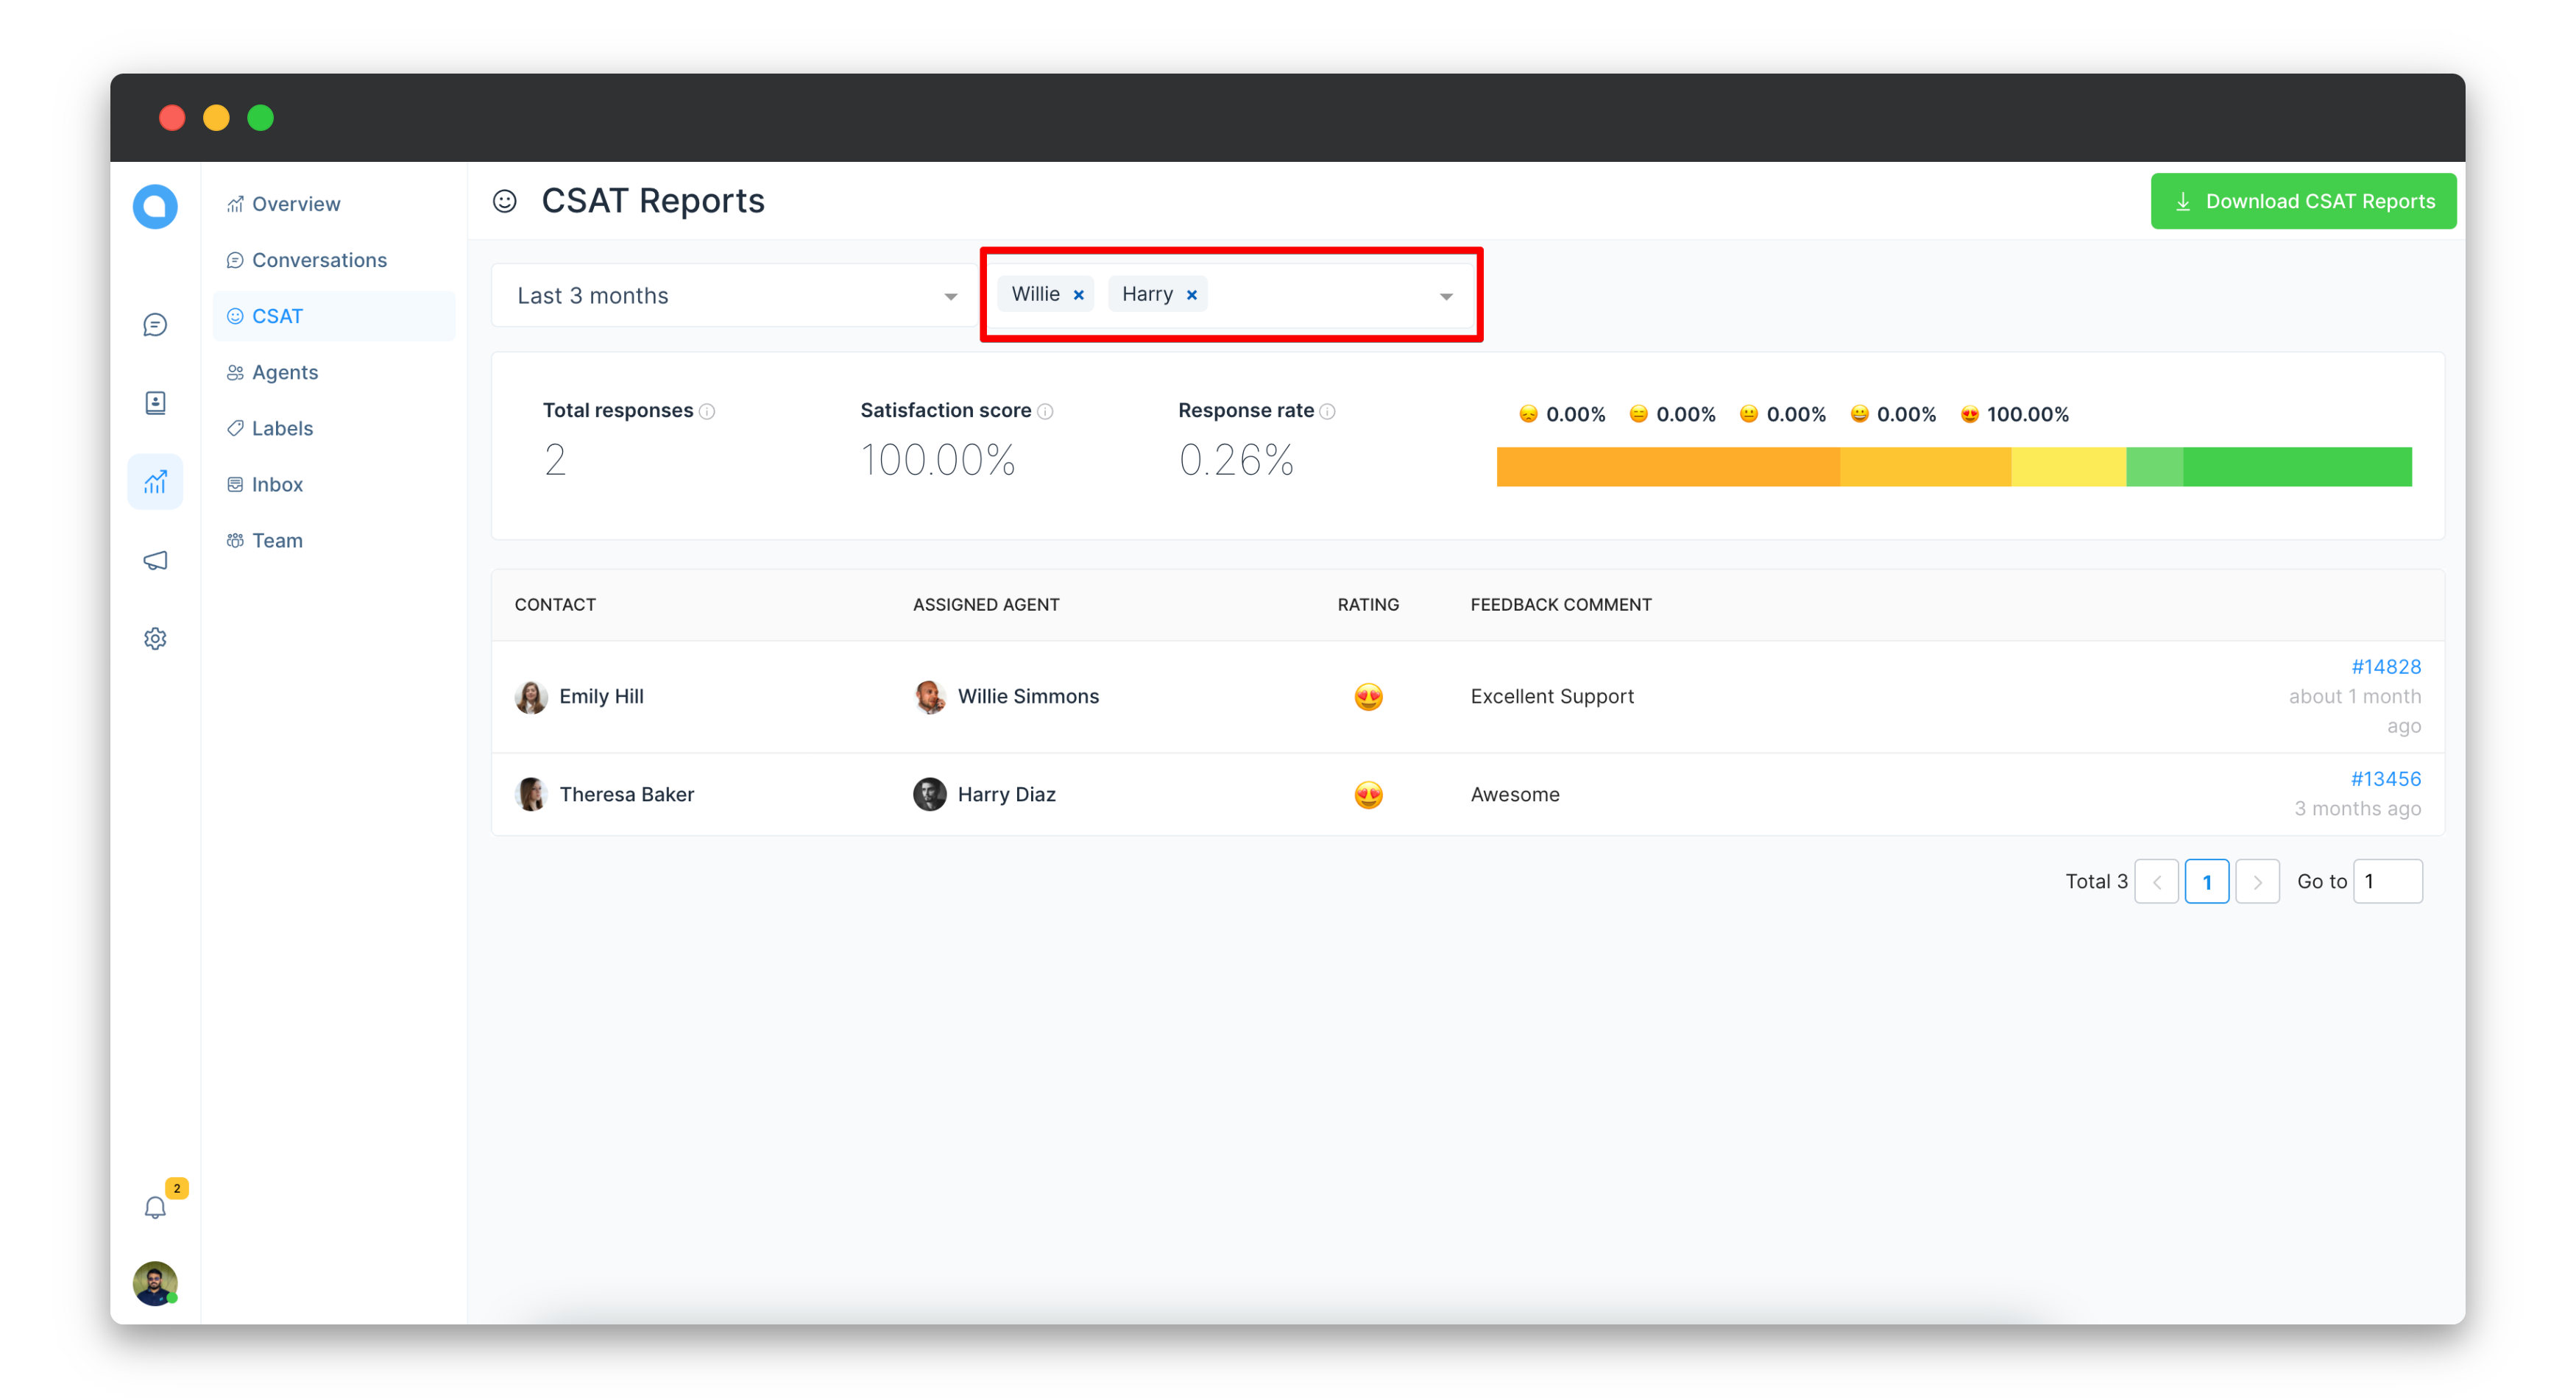 CSAT Reports
Download CSAT Reports
Overview
Conversations
CSAT
Agents
Labels
Inbox
Team
Last 3 months
Willie × Harry ×
Total responses
2
Satisfaction score
100.00%
Response rate
0.26%
😞 0.00% 😑 0.00% 😐 0.00% 😀 0.00% 😍 100.00%
CONTACT ASSIGNED AGENT RATING FEEDBACK COMMENT
Emily Hill Willie Simmons 😍 Excellent Support
#14828
about 1 month
ago
Theresa Baker Harry Diaz 😍 Awesome
#13456
3 months ago
Total 3 < 1 > Go to 1
2